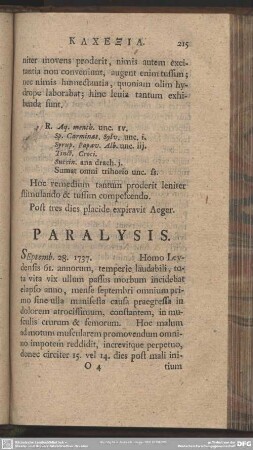 KAXEXIA. 215
niter movens proderit, nimis autem exci-
tantia non conveniunt, augent enim tussim;
nec nimis humectantia, quoniam olim hy-
drope laborabat; hinc levia tantum exhi-
benda sunt.
R. Aq. menth. unc. IV.
Sp. Carminat. Sylv. unc. i.
Syrup. Papav. Alb. unc. iij.
Tinct. Croci.
Succin. ana drach. j.
Sumat omni trihorio unc. ß.
Hoc remedium tantum proderit leniter
stimulando & tussim compescendo.
Post tres dies placide expiravit Aeger.
PARALYSIS.
SEptemb. 28. 1737. Homo Ley-
densis 61. annorum, temperie laudabili, to-
ta vita vix ullum passus morbum incidebat
elapso anno, mense septembri omnium pri-
mo sine ulla manifesta causa praegressa in
dolorem atrocissimum, constantem, in mu-
sculis crurum & femorum. Hoc malum
ad motum muscularem promovendum omni-
no impotem reddidit, increvitque perpetuo,
donec circiter 15. vel 14. dies post mali ini-
O 4 tium